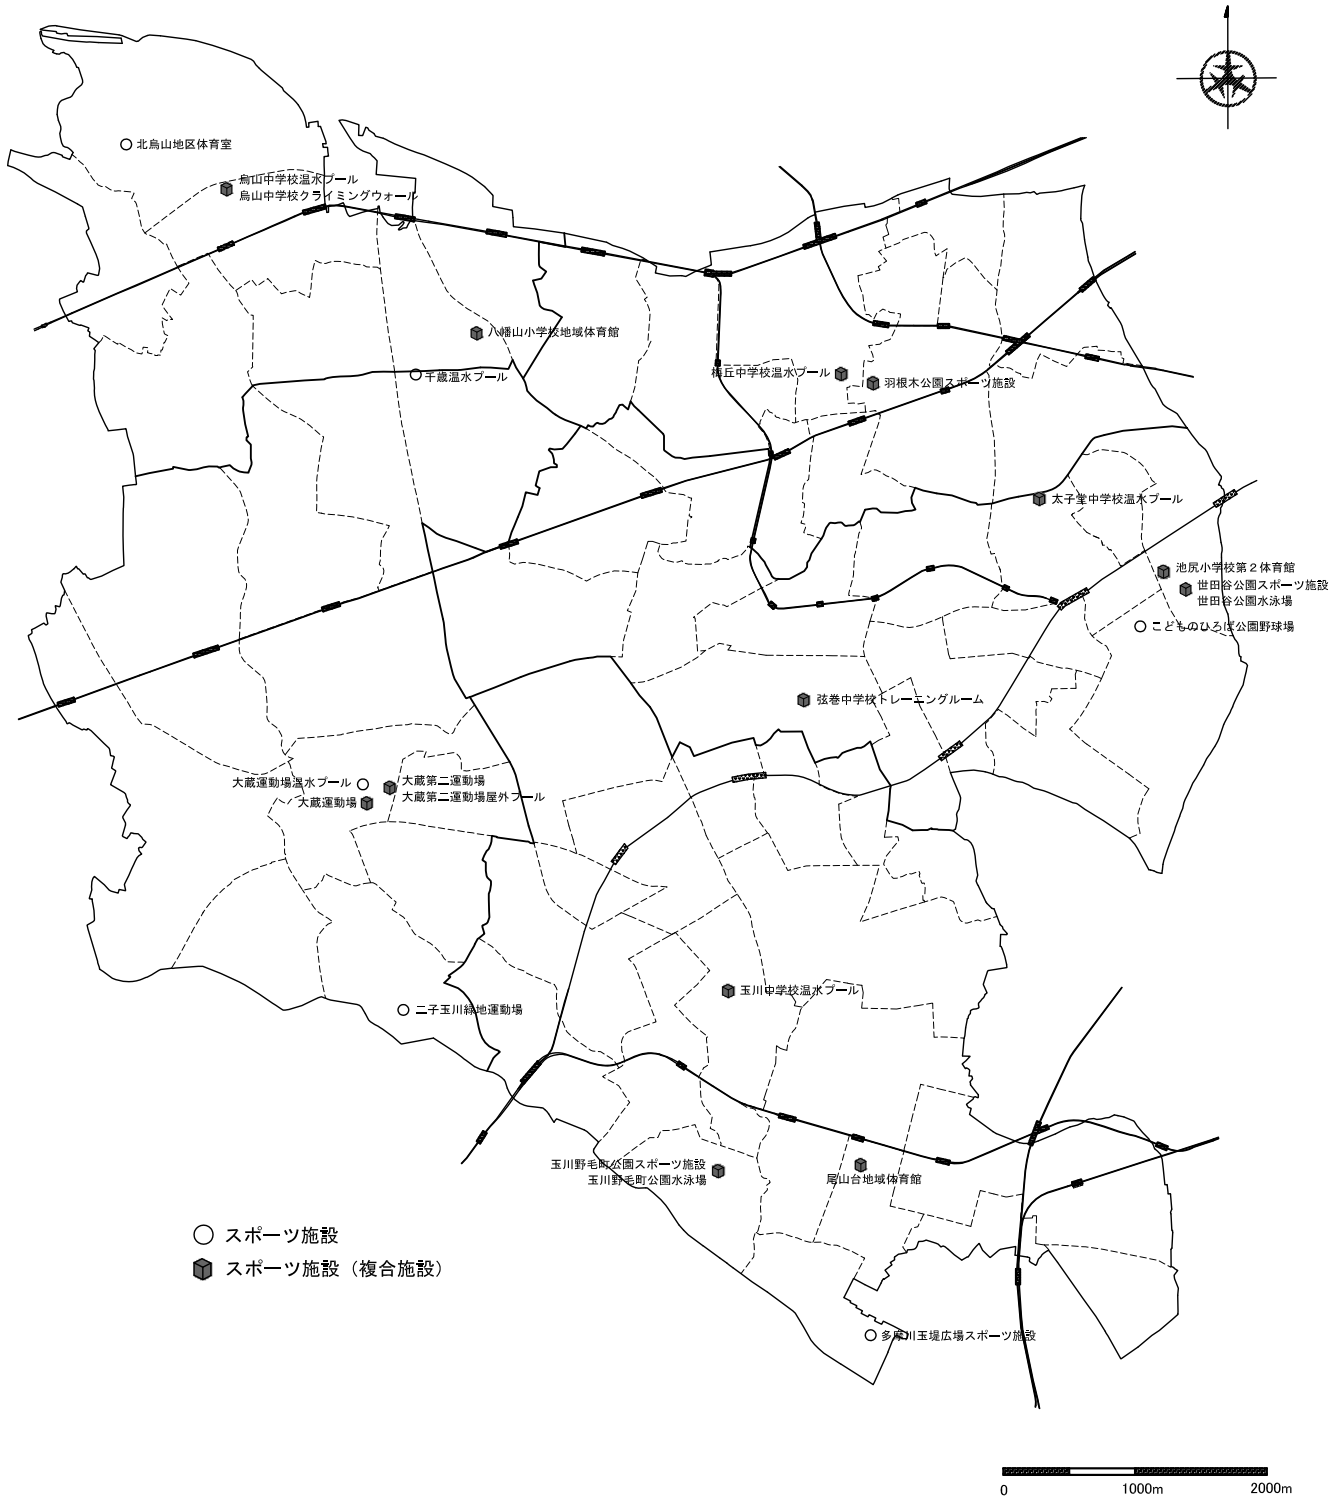 北烏山地区体育室
烏山中学校温水プール
烏山中学校クライミングウォール
八幡山小学校地域体育館
千歳温水プール
梅丘中学校温水プール
羽根木公園スポーツ施設
太子堂中学校温水プール
池尻小学校第２体育館
世田谷公園スポーツ施設
世田谷公園水泳場
こどものひろば公園野球場
弦巻中学校トレーニングルーム
大蔵運動場温水プール
大蔵運動場
大蔵第二運動場
大蔵第二運動場屋外プール
玉川中学校温水プール
二子玉川緑地運動場
玉川野毛町公園スポーツ施設
玉川野毛町公園水泳場
尾山台地域体育館
スポーツ施設
スポーツ施設（複合施設）
多摩川玉堤広場スポーツ施設
0 1000m 2000m